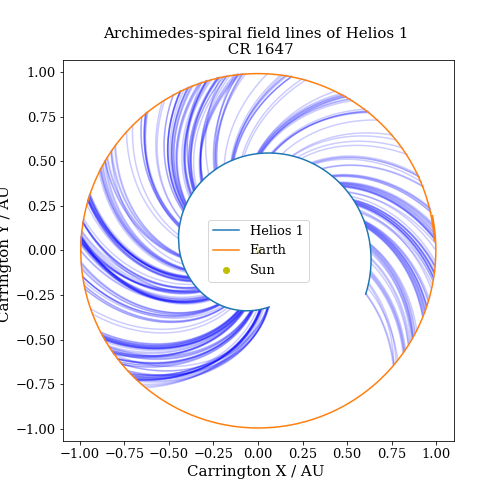 Archimedes-spiral field lines of Helios 1
CR 1647
1.00
0.75
0.50
0.25
0.00
−0.25
−0.50
−0.75
−1.00
Carrington Y / AU
Helios 1
Earth
Sun
−1.00 −0.75 −0.50 −0.25 0.00 0.25 0.50 0.75 1.00
Carrington X / AU